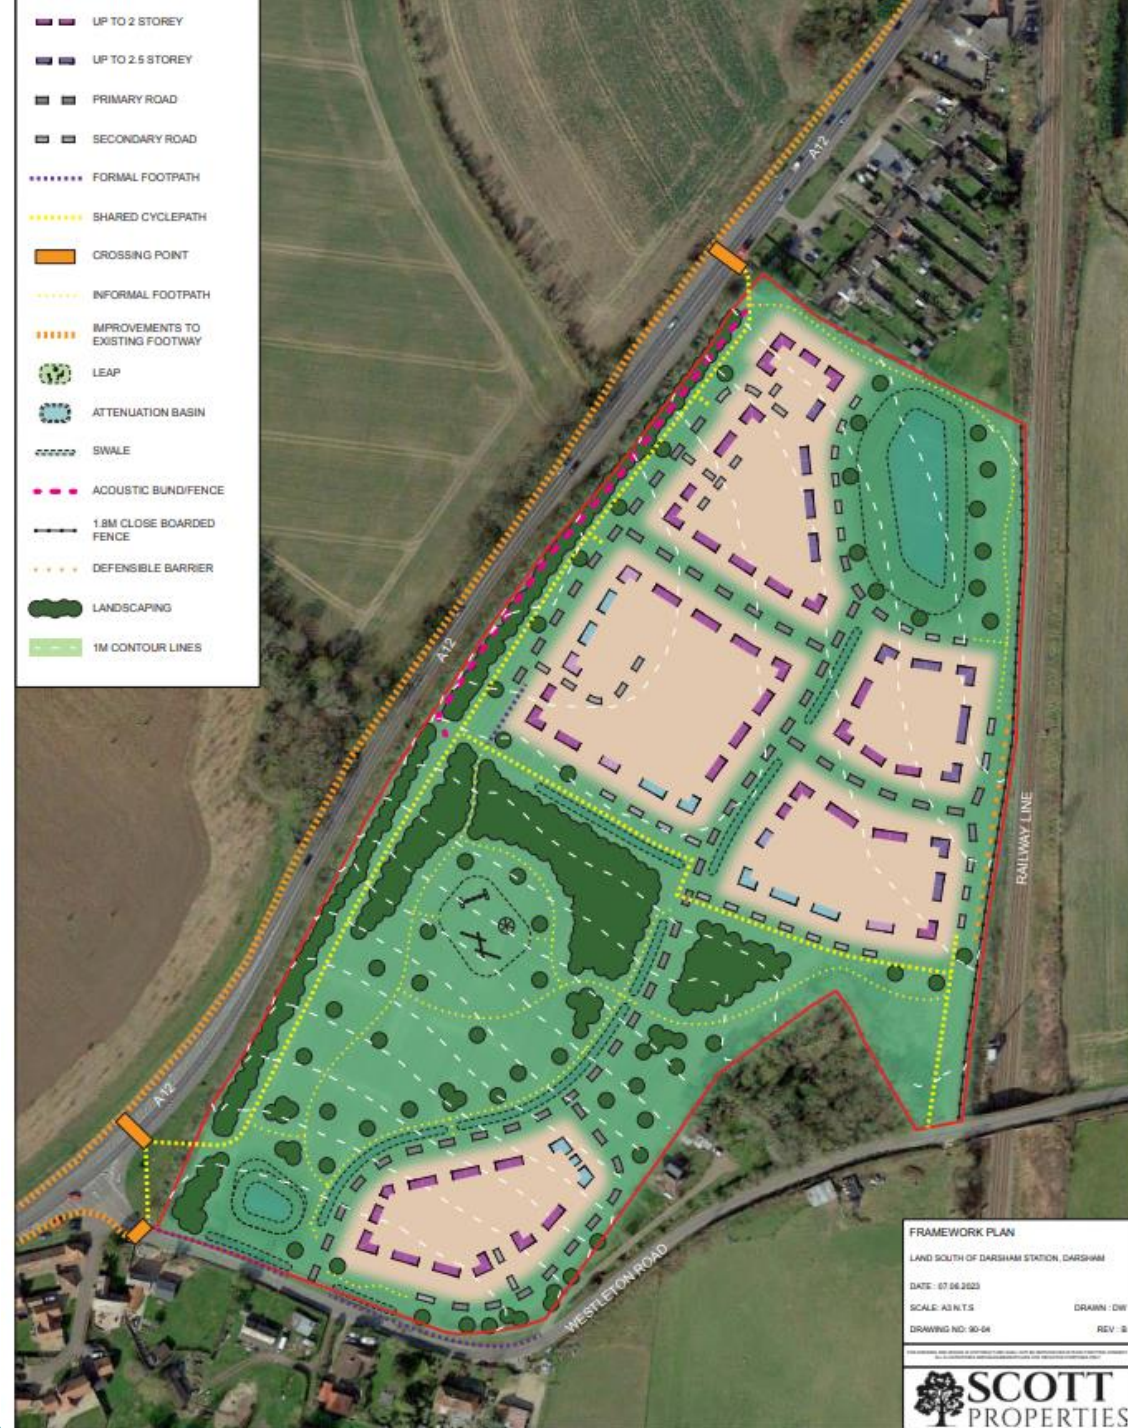 UP TO 2 STOREY
UP TO 2.5 STOREY
PRIMARY ROAD
SECONDARY ROAD
FORMAL FOOTPATH
SHARED CYCLEPATH
CROSSING POINT
INFORMAL FOOTPATH
IMPROVEMENTS TO
EXISTING FOOTWAY
LEAP
ATTENUATION BASIN
SWALE
ACOUSTIC BUND/FENCE
1.8M CLOSE BOARDED
FENCE
DEFENSIBLE BARRIER
LANDSCAPING
1M CONTOUR LINES
A12
A12
RAILWAY LINE
A12
WESTLETON ROAD
FRAMEWORK PLAN
LAND SOUTH OF DARSHAM STATION, DARSHAM
DATE : 07.06.2023
SCALE: A3 N.T.S
DRAWN : DW
DRAWING NO: 90-04
REV : B
SCOTT
PROPERTIES